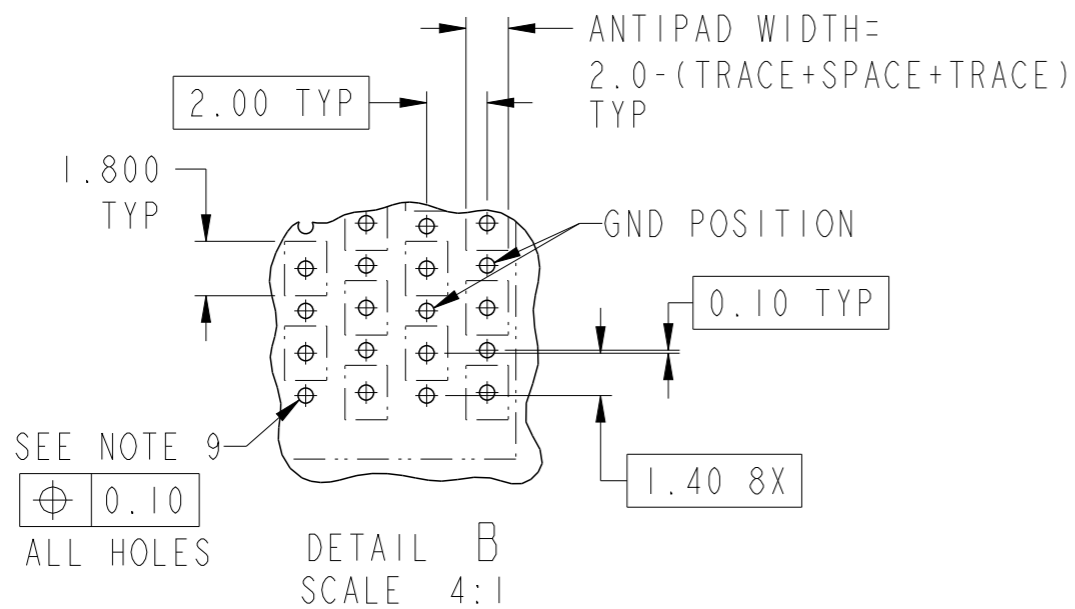 ANTIPAD WIDTH=
2.0-(TRACE+SPACE+TRACE)
TYP
2.00 TYP
1.800
TYP
GND POSITION
0.10 TYP
SEE NOTE 9
⌖ 0.10
ALL HOLES
1.40 8X
DETAIL B
SCALE 4:1